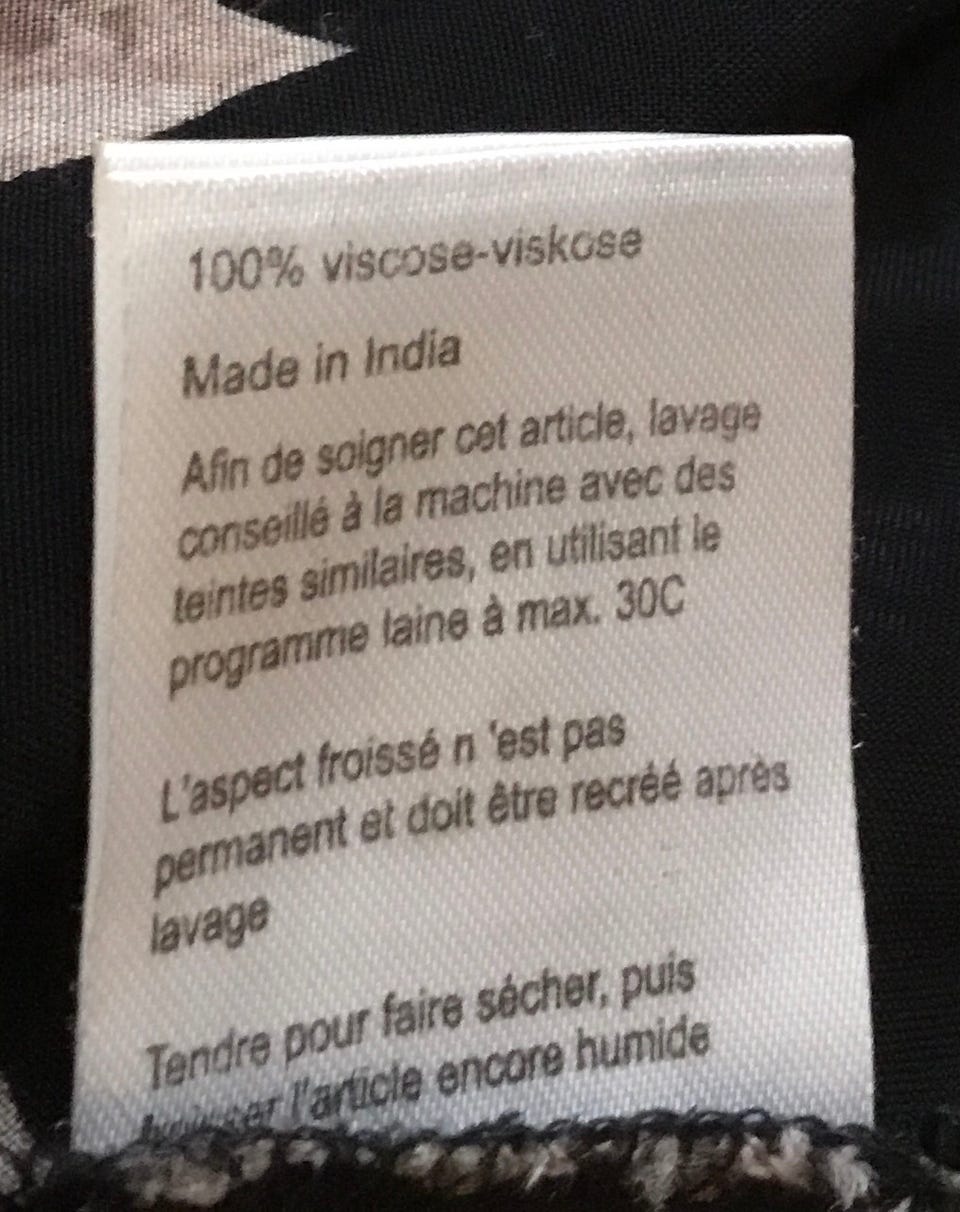 100% viscose-viskose
Made in India
Afin de soigner cet article, lavage
conseillé à la machine avec des
teintes similaires, en utilisant le
programme laine à max. 30C
L'aspect froissé n 'est pas
permanent et doit être recréé après
lavage
Tendre pour faire sécher, puis
l'article encore humide